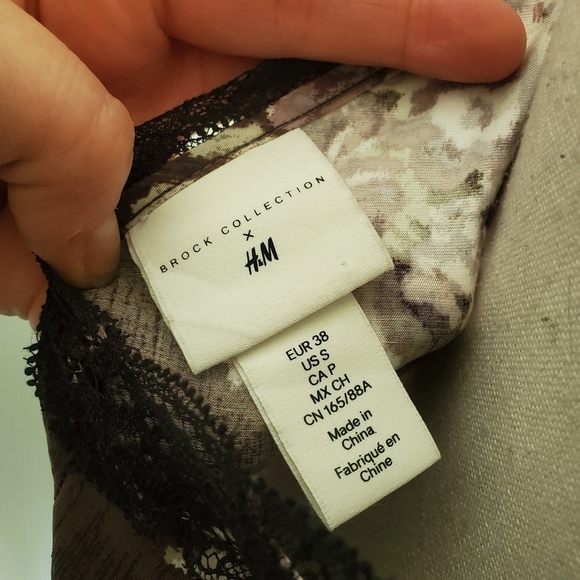 BROCK COLLECTION
X
H&M
EUR 38
US S
CA P
MX CH
CN 165/88A
Made in
China
Fabriqué en
Chine